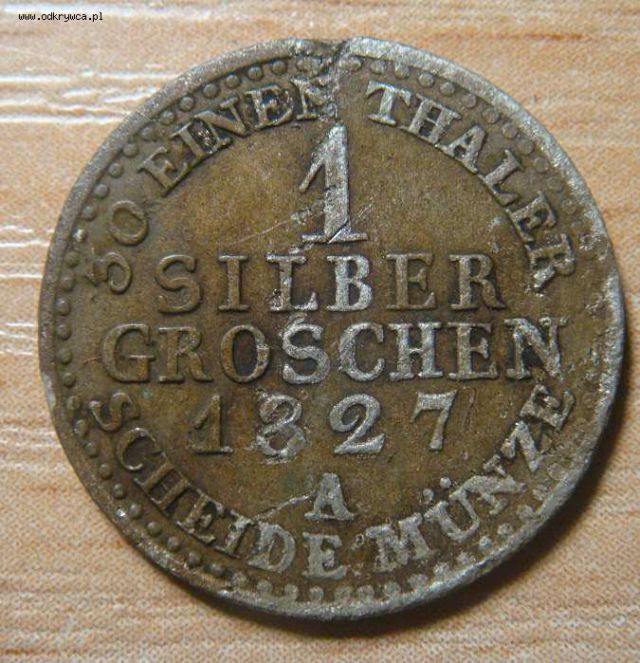 www.odkrywca.pl
30 EINEN THALER
1
SILBER
GROSCHEN
1827
A
SCHEIDE MÜNZE